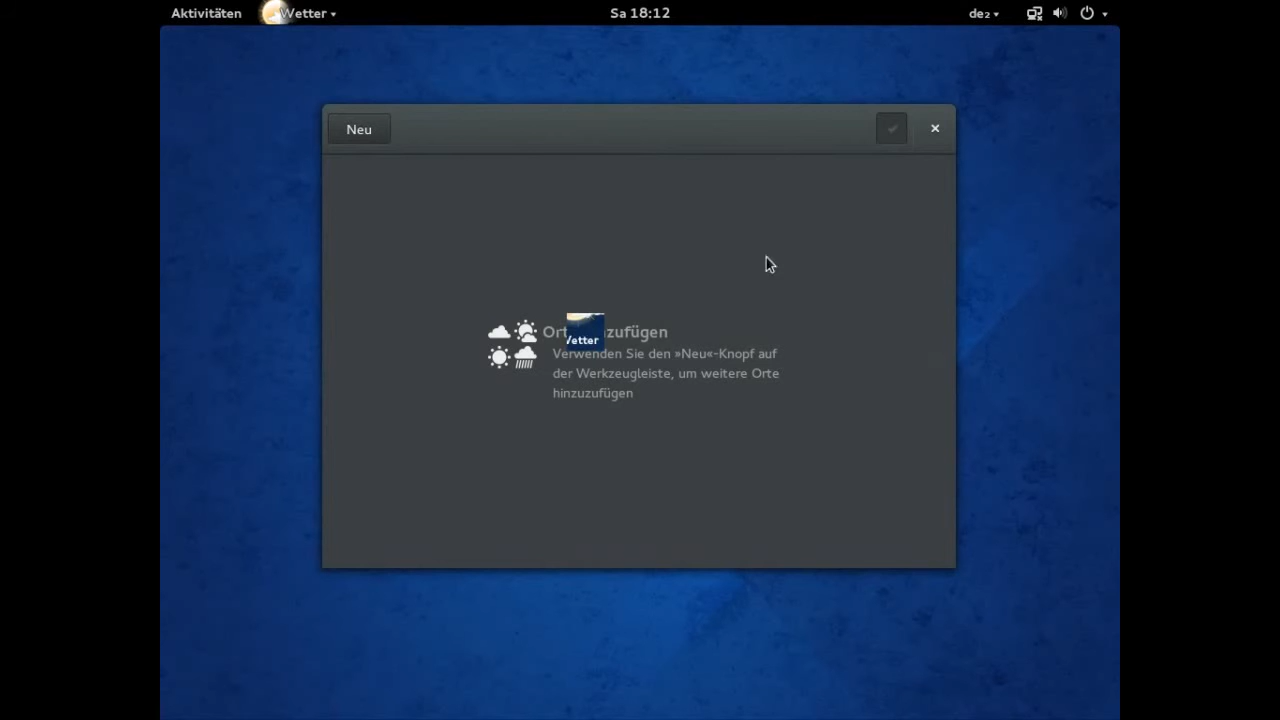 Aktivitäten Wetter Sa 18:12 de₂
Neu
zufügen
Wetter
Verwenden Sie den »Neu«-Knopf auf
der Werkzeugleiste, um weitere Orte
hinzuzufügen